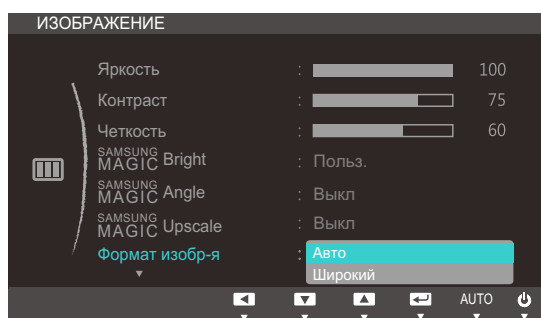 ИЗОБРАЖЕНИЕ
Яркость : 100
Контраст : 75
Четкость : 60
SAMSUNG MAGIC Bright : Польз.
SAMSUNG MAGIC Angle : Выкл
SAMSUNG MAGIC Upscale : Выкл
Формат изобр-я : Авто
Широкий
AUTO